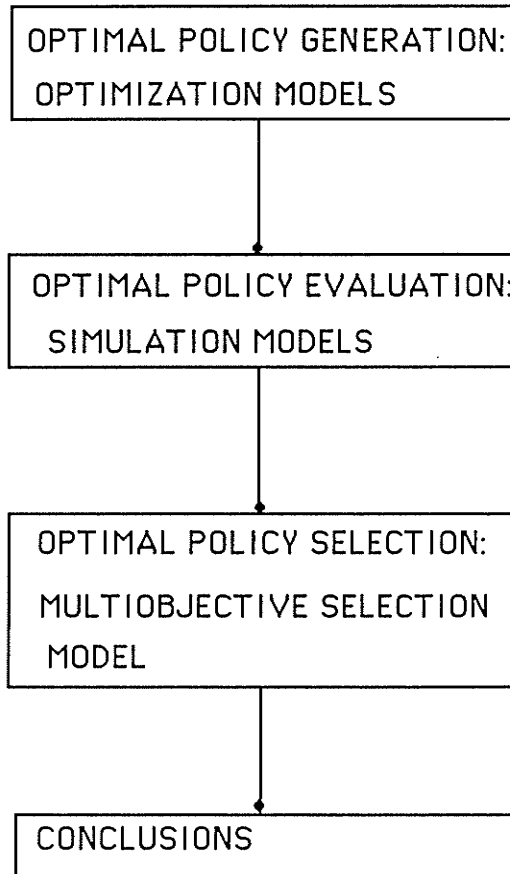 OPTIMAL POLICY GENERATION:
OPTIMIZATION MODELS
OPTIMAL POLICY EVALUATION:
SIMULATION MODELS
OPTIMAL POLICY SELECTION:
MULTIOBJECTIVE SELECTION
MODEL
CONCLUSIONS